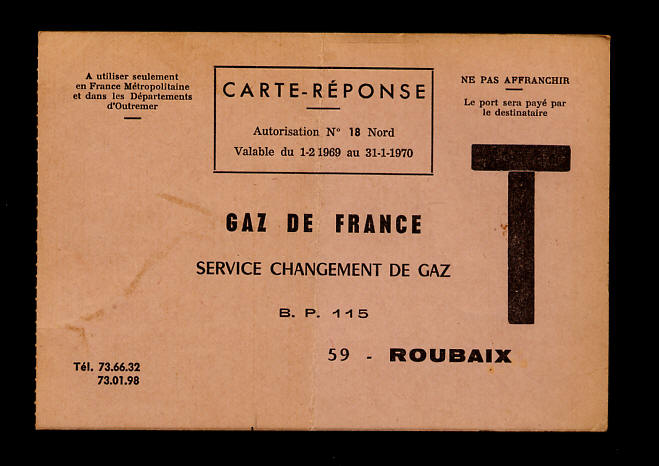 A utiliser seulement
en France Métropolitaine
et dans les Départements
d'Outremer
CARTE-RÉPONSE
Autorisation N° 18 Nord
Valable du 1-2 1969 au 31-1-1970
NE PAS AFFRANCHIR
Le port sera payé par
le destinataire
T
GAZ DE FRANCE
SERVICE CHANGEMENT DE GAZ
B. P. 115
59 - ROUBAIX
Tél. 73.66.32
73.01.98